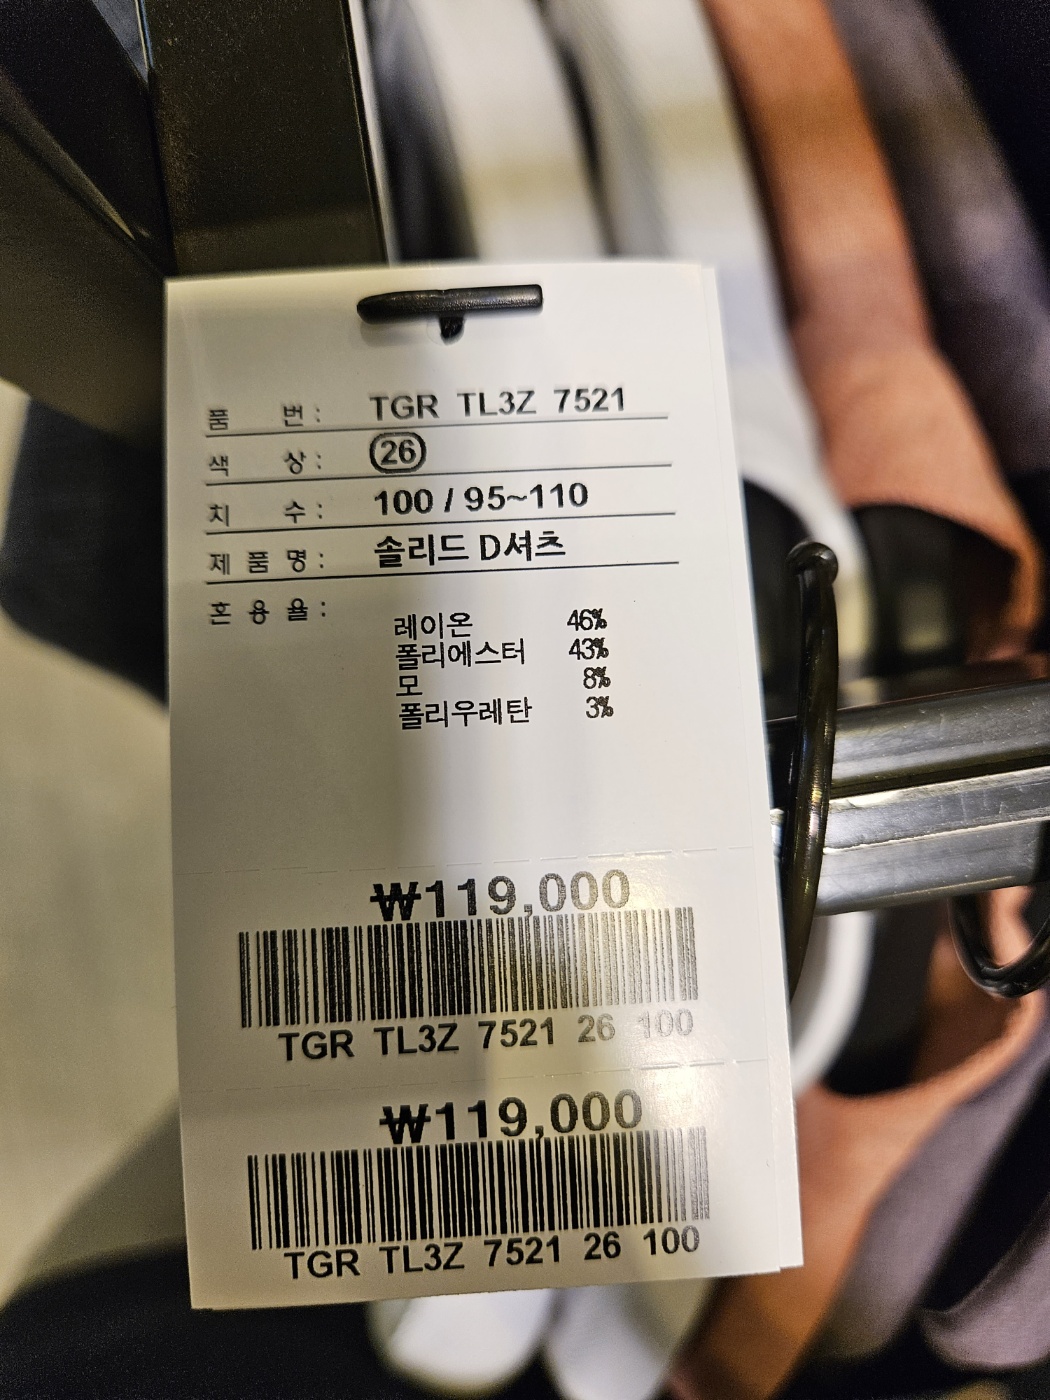 품 번 : TGR TL3Z 7521
색 상 : 26
치 수 : 100 / 95~110
제 품 명 : 솔리드 D셔츠
혼 용 율 :
레이온 46%
폴리에스터 43%
모 8%
폴리우레탄 3%
₩119,000
TGR TL3Z 7521 26 100
₩119,000
TGR TL3Z 7521 26 100